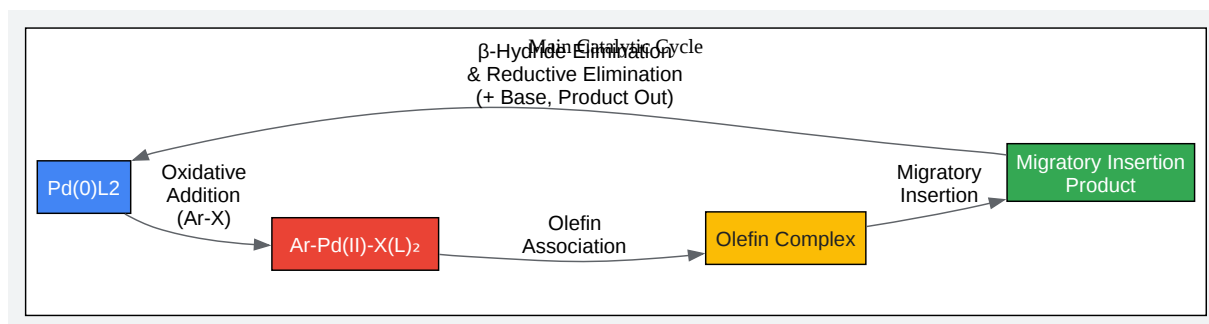 Main Catalytic Cycle
β-Hydride Elimination
& Reductive Elimination
(+ Base, Product Out)
Pd(0)L2
Oxidative
Addition
(Ar-X)
Ar-Pd(II)-X(L)₂
Olefin
Association
Olefin Complex
Migratory
Insertion
Migratory Insertion
Product